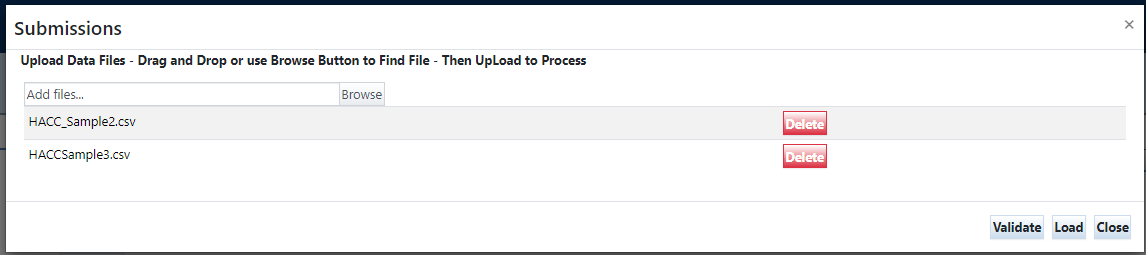 Submissions
×
Upload Data Files - Drag and Drop or use Browse Button to Find File - Then UpLoad to Process
Add files... Browse
HACC_Sample2.csv Delete
HACCSample3.csv Delete
Validate Load Close